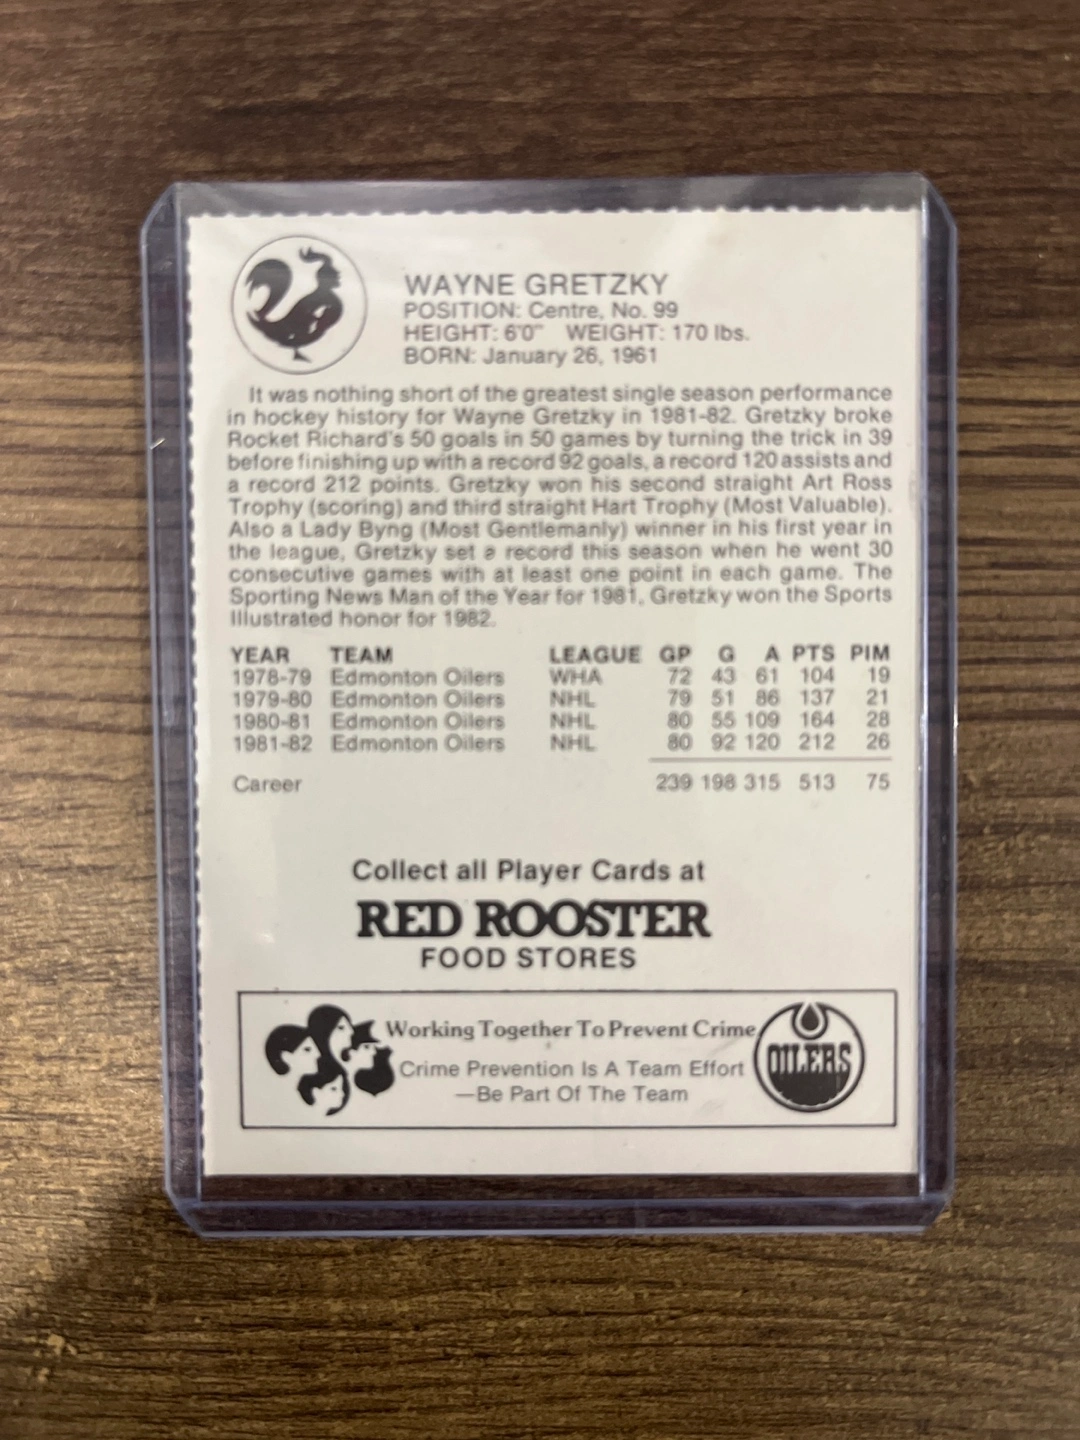 WAYNE GRETZKY
POSITION: Centre, No. 99
HEIGHT: 6'0" WEIGHT: 170 lbs.
BORN: January 26, 1961
It was nothing short of the greatest single season performance
in hockey history for Wayne Gretzky in 1981-82. Gretzky broke
Rocket Richard's 50 goals in 50 games by turning the trick in 39
before finishing up with a record 92 goals, a record 120 assists and
a record 212 points. Gretzky won his second straight Art Ross
Trophy (scoring) and third straight Hart Trophy (Most Valuable).
Also a Lady Byng (Most Gentlemanly) winner in his first year in
the league, Gretzky set a record this season when he went 30
consecutive games with at least one point in each game. The
Sporting News Man of the Year for 1981, Gretzky won the Sports
Illustrated honor for 1982.
YEAR TEAM LEAGUE GP G A PTS PIM
1978-79 Edmonton Oilers WHA 72 43 61 104 19
1979-80 Edmonton Oilers NHL 79 51 86 137 21
1980-81 Edmonton Oilers NHL 80 55 109 164 28
1981-82 Edmonton Oilers NHL 80 92 120 212 26
Career 239 198 315 513 75
Collect all Player Cards at
RED ROOSTER
FOOD STORES
Working Together To Prevent Crime
Crime Prevention Is A Team Effort
—Be Part Of The Team
OILERS